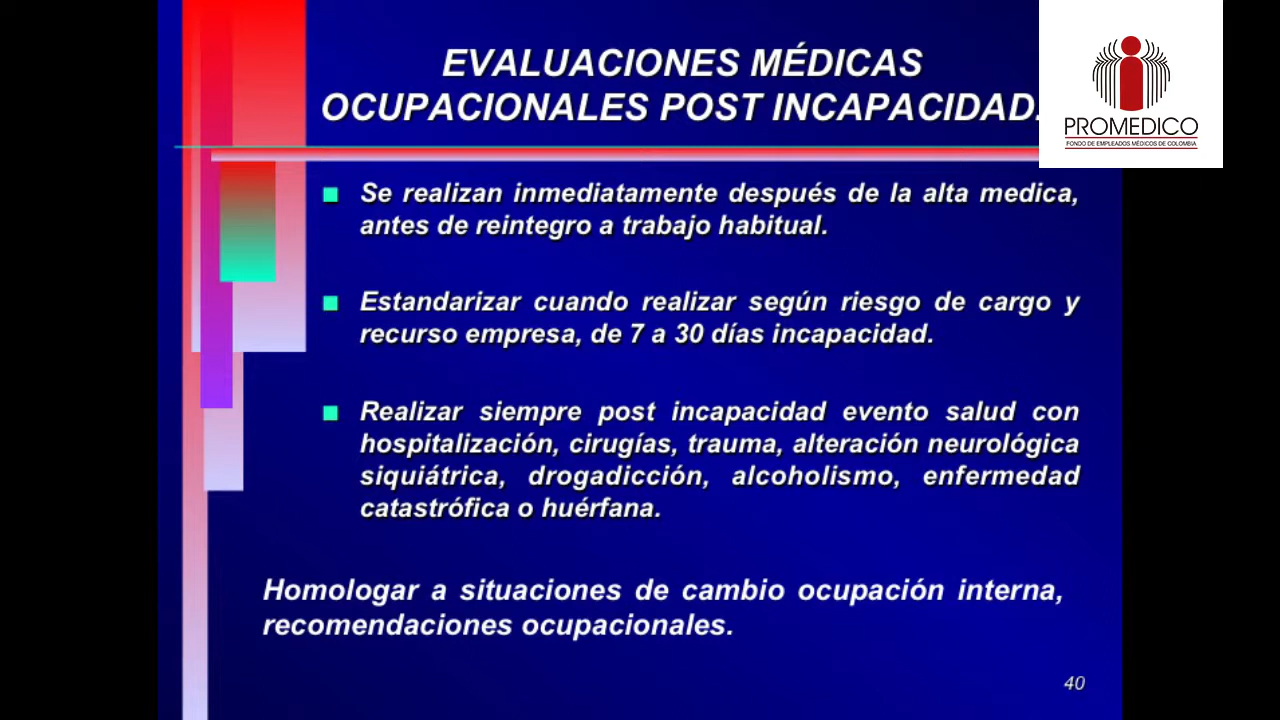 EVALUACIONES MÉDICAS
OCUPACIONALES POST INCAPACIDAD.
PROMEDICO
FONDO DE EMPLEADOS MÉDICOS DE COLOMBIA
Se realizan inmediatamente después de la alta medica,
antes de reintegro a trabajo habitual.
Estandarizar cuando realizar según riesgo de cargo y
recurso empresa, de 7 a 30 días incapacidad.
Realizar siempre post incapacidad evento salud con
hospitalización, cirugías, trauma, alteración neurológica
siquiátrica, drogadicción, alcoholismo, enfermedad
catastrófica o huérfana.
Homologar a situaciones de cambio ocupación interna,
recomendaciones ocupacionales.
40